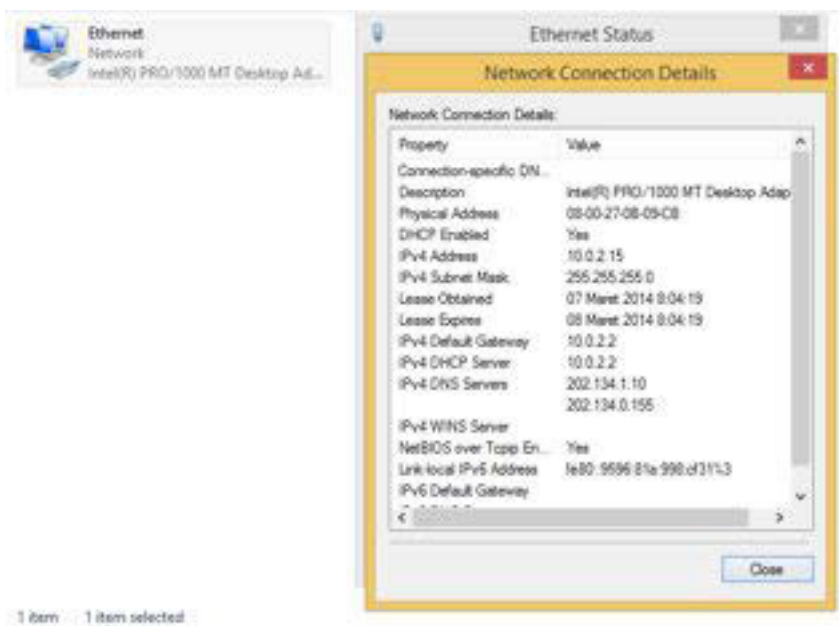 Ethernet
Network
Intel(R) PRO/1000 MT Desktop Ad...
Ethernet Status
Network Connection Details
Network Connection Details:
Property Value
Connection-specific DN...
Description Intel(R) PRO/1000 MT Desktop Adap
Physical Address 08-00-27-08-09-C8
DHCP Enabled Yes
IPv4 Address 10.0.2.15
IPv4 Subnet Mask 255.255.255.0
Lease Obtained 07 Maret 2014 8:04:19
Lease Expires 08 Maret 2014 8:04:19
IPv4 Default Gateway 10.0.2.2
IPv4 DHCP Server 10.0.2.2
IPv4 DNS Servers 202.134.1.10
202.134.0.155
IPv4 WINS Server
NetBIOS over Tcpip En... Yes
Link-local IPv6 Address
IPv6 Default Gateway
Close
1 item 1 item selected